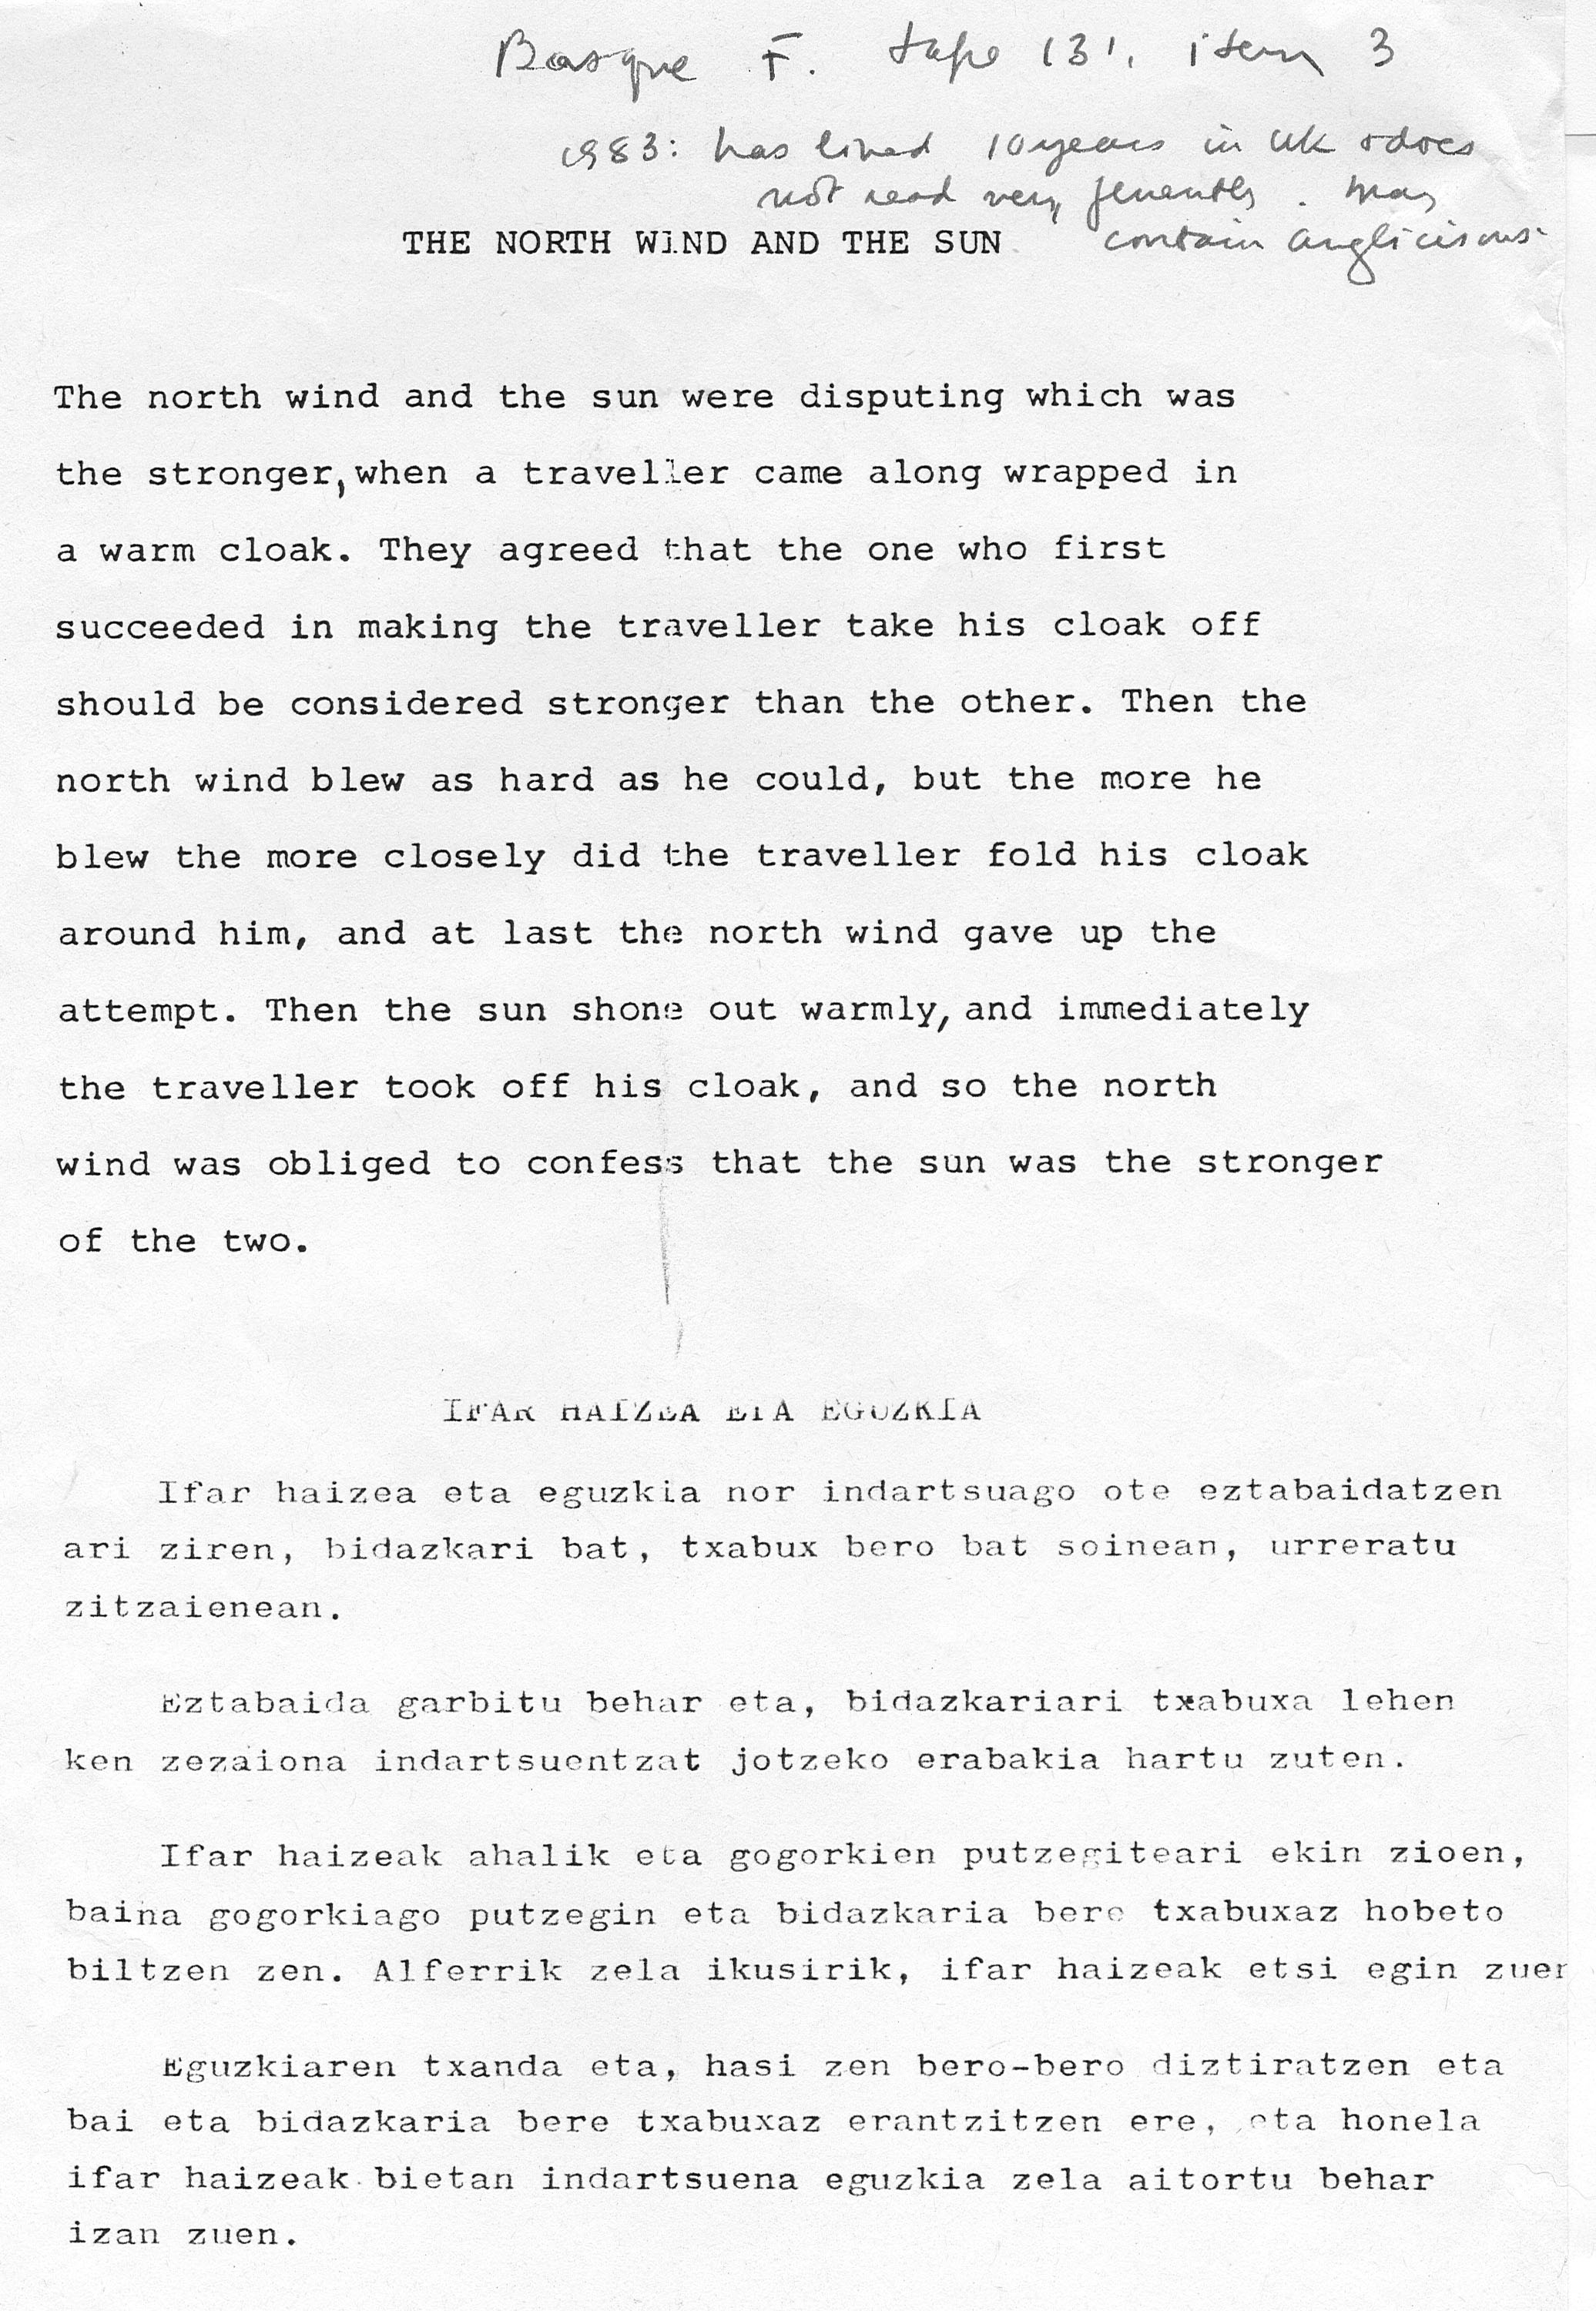 Basque F. tape 131. item 3
1983: has lived 10 years in UK & does
not read very fluently. May
contain anglicisms.
THE NORTH WIND AND THE SUN
The north wind and the sun were disputing which was
the stronger, when a traveller came along wrapped in
a warm cloak. They agreed that the one who first
succeeded in making the traveller take his cloak off
should be considered stronger than the other. Then the
north wind blew as hard as he could, but the more he
blew the more closely did the traveller fold his cloak
around him, and at last the north wind gave up the
attempt. Then the sun shone out warmly, and immediately
the traveller took off his cloak, and so the north
wind was obliged to confess that the sun was the stronger
of the two.
IFAR HAIZEA ETA EGUZKIA
Ifar haizea eta eguzkia nor indartsuago ote eztabaidatzen
ari ziren, bidazkari bat, txabux bero bat soinean, urreratu
zitzaienean.
Eztabaida garbitu behar eta, bidazkariari txabuxa lehen
ken zezaiona indartsuentzat jotzeko erabakia hartu zuten.
Ifar haizeak ahalik eta gogorkien putzegiteari ekin zioen,
baina gogorkiago putzegin eta bidazkaria bere txabuxaz hobeto
biltzen zen. Alferrik zela ikusirik, ifar haizeak etsi egin zuen
Eguzkiaren txanda eta, hasi zen bero-bero diztiratzen eta
bai eta bidazkaria bere txabuxaz erantzitzen ere, eta honela
ifar haizeak bietan indartsuena eguzkia zela aitortu behar
izan zuen.